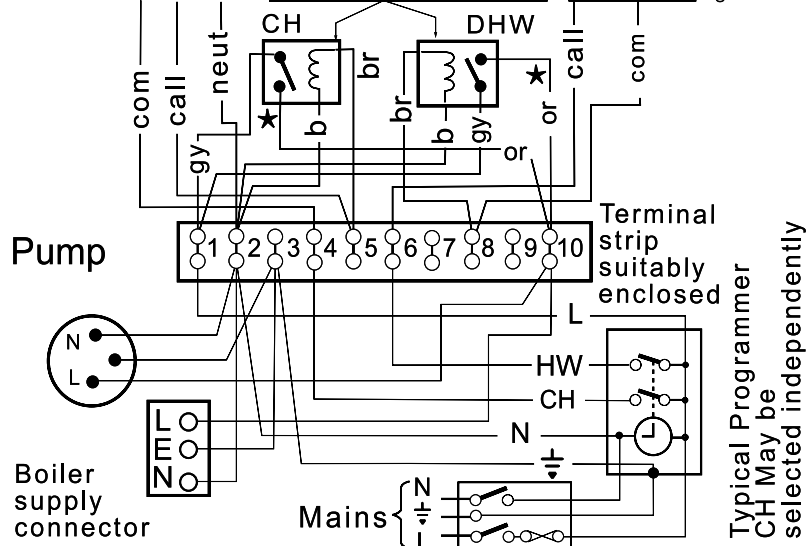 CH
DHW
com
call
neut
br
br
b
b
gy
gy
or
or
call
com
1 2 3 4 5 6 7 8 9 10
Terminal
strip
suitably
enclosed
Pump
N
L
L
HW
CH
N
L
E
N
Boiler
supply
connector
Mains
N
L
Typical Programmer
CH May be
selected independently